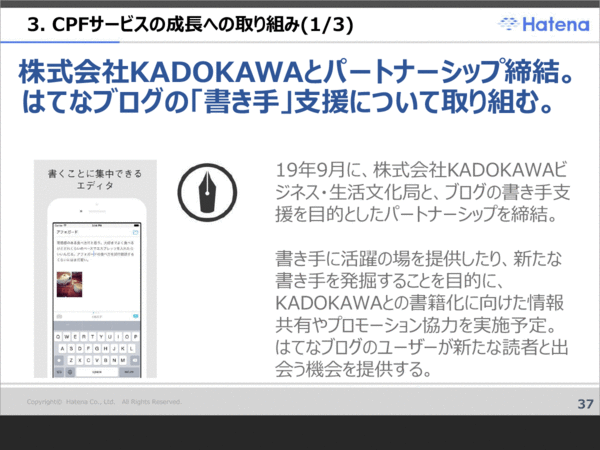 3. CPFサービスの成長への取り組み(1/3)
Hatena
株式会社KADOKAWAとパートナーシップ締結。
はてなブログの「書き手」支援について取り組む。
書くことに集中できる
エディタ
19年9月に、株式会社KADOKAWAビ
ジネス・生活文化局と、ブログの書き手支
援を目的としたパートナーシップを締結。
書き手に活躍の場を提供したり、新たな
書き手を発掘することを目的に、
KADOKAWAとの書籍化に向けた情報
共有やプロモーション協力を実施予定。
はてなブログのユーザーが新たな読者と出
会う機会を提供する。
Q W E R T Y U I O P
A S D F G H J K L
Z X C V B N M
Copyright© Hatena Co., Ltd. All Rights Reserved.
37